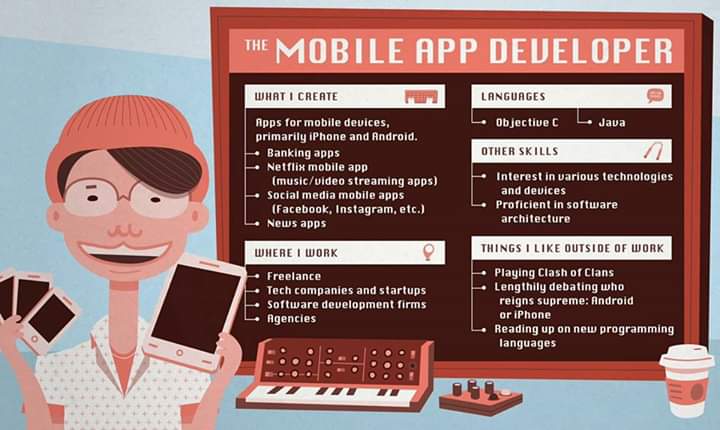 THE MOBILE APP DEVELOPER
WHAT I CREATE
Apps for mobile devices,
primarily iPhone and Android.
Banking apps
Netflix mobile app
(music/video streaming apps)
Social media mobile apps
(Facebook, Instagram, etc.)
News apps
WHERE I WORK
Freelance
Tech companies and startups
Software development firms
Agencies
LANGUAGES
Objective C
Java
OTHER SKILLS
Interest in various technologies
and devices
Proficient in software
architecture
THINGS I LIKE OUTSIDE OF WORK
Playing Clash of Clans
Lengthily debating who
reigns supreme: Android
or iPhone
Reading up on new programming
languages